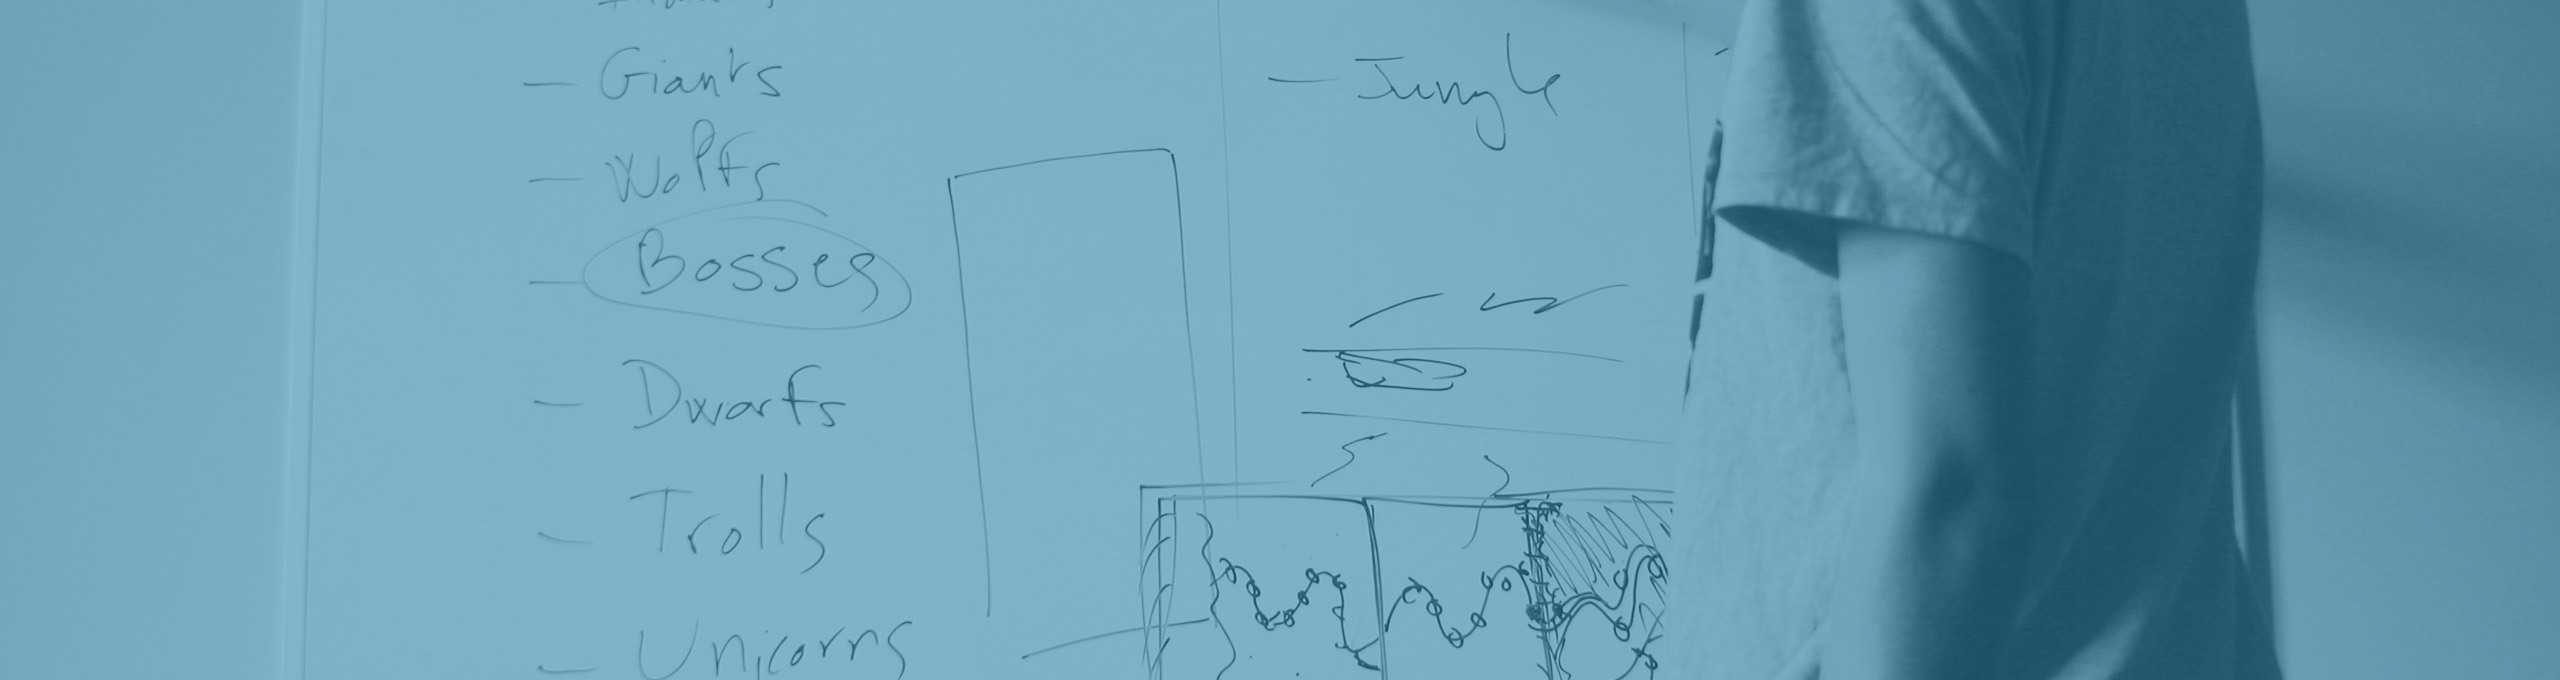 - Giants
- Wolfs
- Bosses
- Dwarfs
- Trolls
- Unicorns
- Jungle